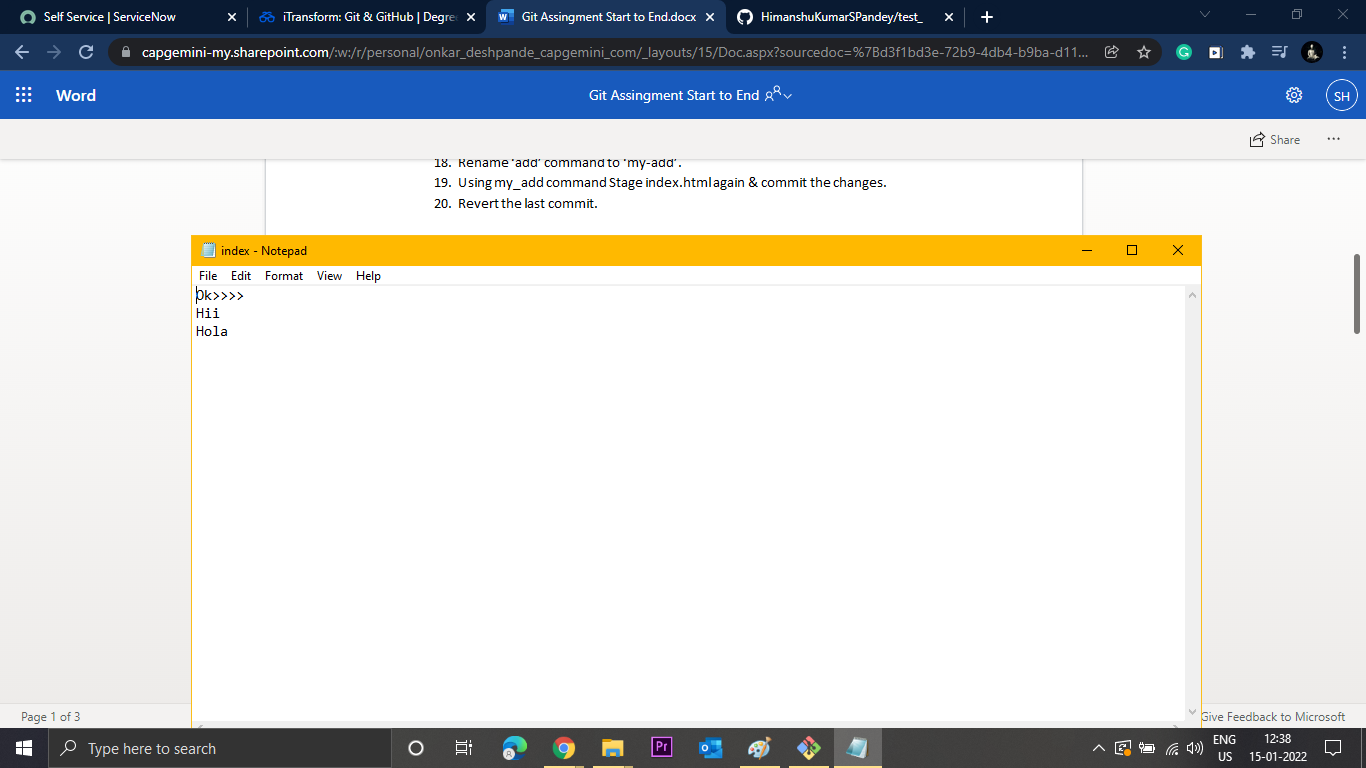 Self Service | ServiceNow
iTransform: Git & GitHub | Degree
Git Assingment Start to End.docx
HimanshuKumarSPandey/test_
capgemini-my.sharepoint.com/:w:/r/personal/onkar_deshpande_capgemini_com/_layouts/15/Doc.aspx?sourcedoc=%7Bd3f1bd3e-72b9-4db4-b9ba-d11...
Word
Git Assingment Start to End
SH
Share
18. Rename ‘add’ command to ‘my-add’.
19. Using my_add command Stage index.html again & commit the changes.
20. Revert the last commit.
index - Notepad
File Edit Format View Help
Ok>>>>
Hii
Hola
Page 1 of 3
Give Feedback to Microsoft
Type here to search
Pr
ENG
US
12:38
15-01-2022